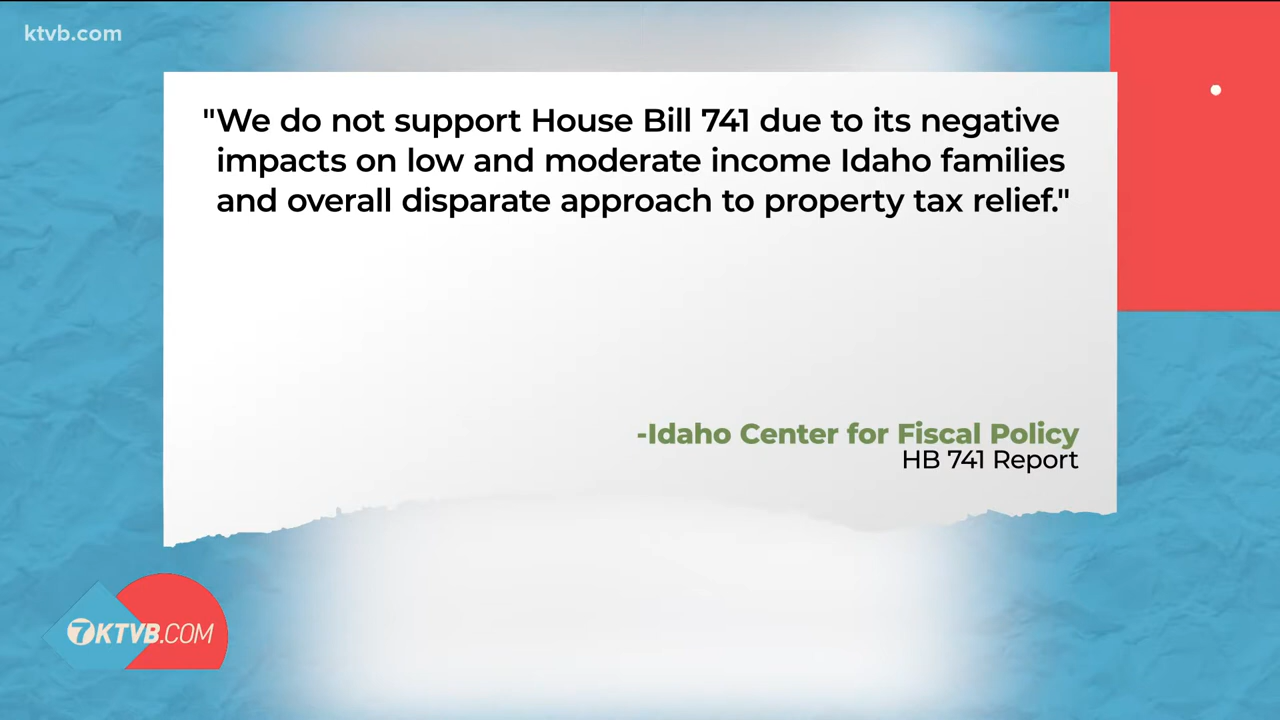 ktvb.com
"We do not support House Bill 741 due to its negative
impacts on low and moderate income Idaho families
and overall disparate approach to property tax relief."
-Idaho Center for Fiscal Policy
HB 741 Report
7KTVB.COM